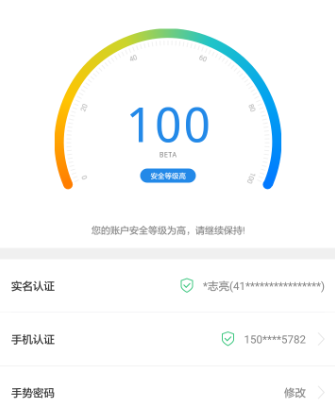 40
60
20
80
100
BETA
安全等级高
0
100
您的账户安全等级为高，请继续保持!
实名认证
*志亮(41****************)
手机认证
150****5782
手势密码
修改